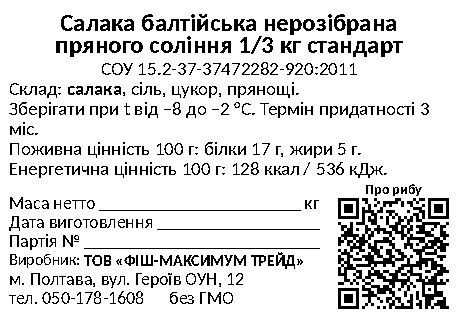 Салака балтійська нерозібрана
пряного соління 1/3 кг стандарт
СОУ 15.2-37-37472282-920:2011
Склад: салака, сіль, цукор, прянощі.
Зберігати при t від –8 до –2 °С. Термін придатності 3
міс.
Поживна цінність 100 г: білки 17 г, жири 5 г.
Енергетична цінність 100 г: 128 ккал / 536 кДж.
Про рибу
Маса нетто ______________________ кг
Дата виготовлення __________________
Партія № __________________________
Виробник: ТОВ «ФІШ-МАКСИМУМ ТРЕЙД»
м. Полтава, вул. Героїв ОУН, 12
тел. 050-178-1608 без ГМО